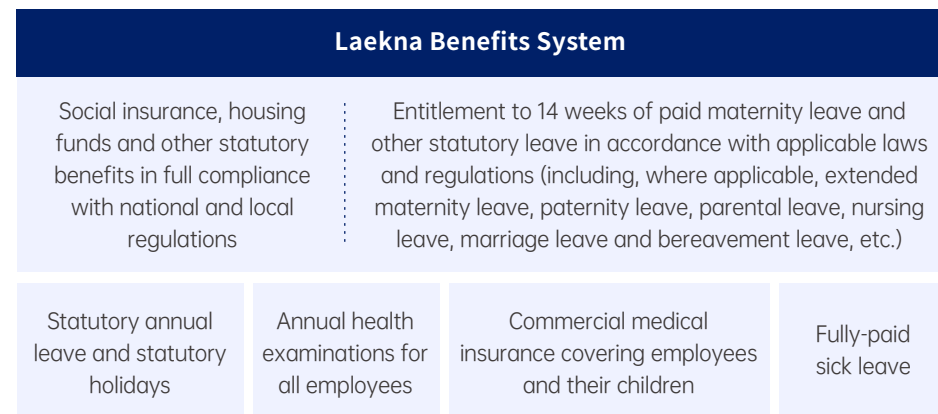 Laekna Benefits System
Social insurance, housing
funds and other statutory
benefits in full compliance
with national and local
regulations
Entitlement to 14 weeks of paid maternity leave and
other statutory leave in accordance with applicable laws
and regulations (including, where applicable, extended
maternity leave, paternity leave, parental leave, nursing
leave, marriage leave and bereavement leave, etc.)
Statutory annual
leave and statutory
holidays
Annual health
examinations for
all employees
Commercial medical
insurance covering employees
and their children
Fully-paid
sick leave